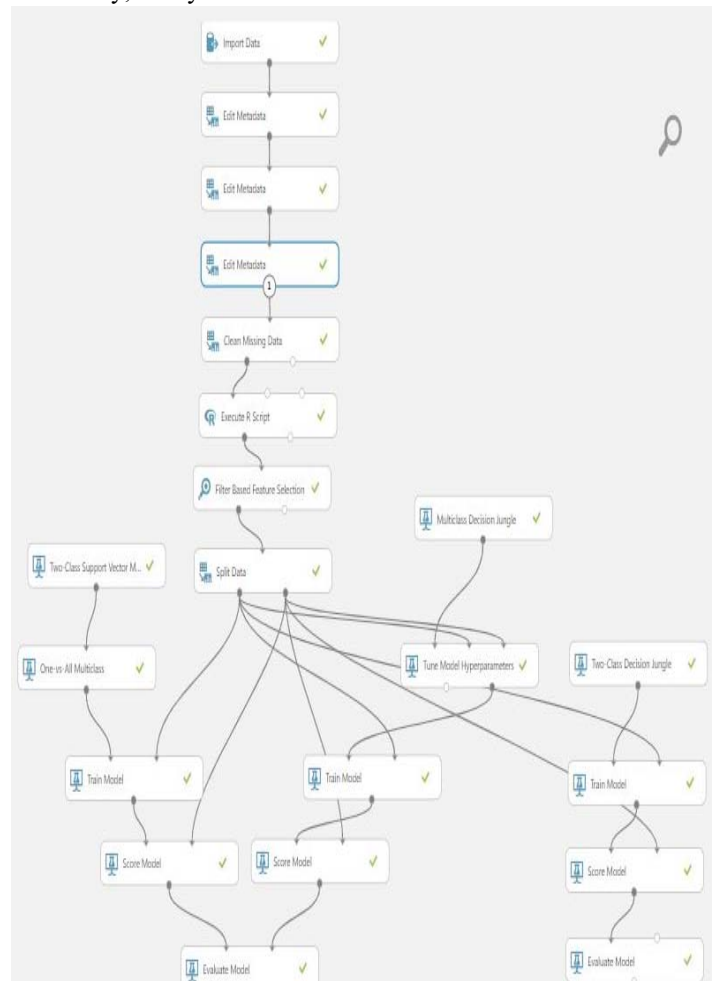 Import Data
Edit Metadata
Edit Metadata
Edit Metadata
1
Clean Missing Data
Execute R Script
Filter Based Feature Selection
Multiclass Decision Jungle
Two-Class Support Vector M...
Split Data
One-vs-All Multiclass
Tune Model Hyperparameters
Two-Class Decision Jungle
Train Model
Train Model
Train Model
Score Model
Score Model
Score Model
Evaluate Model
Evaluate Model